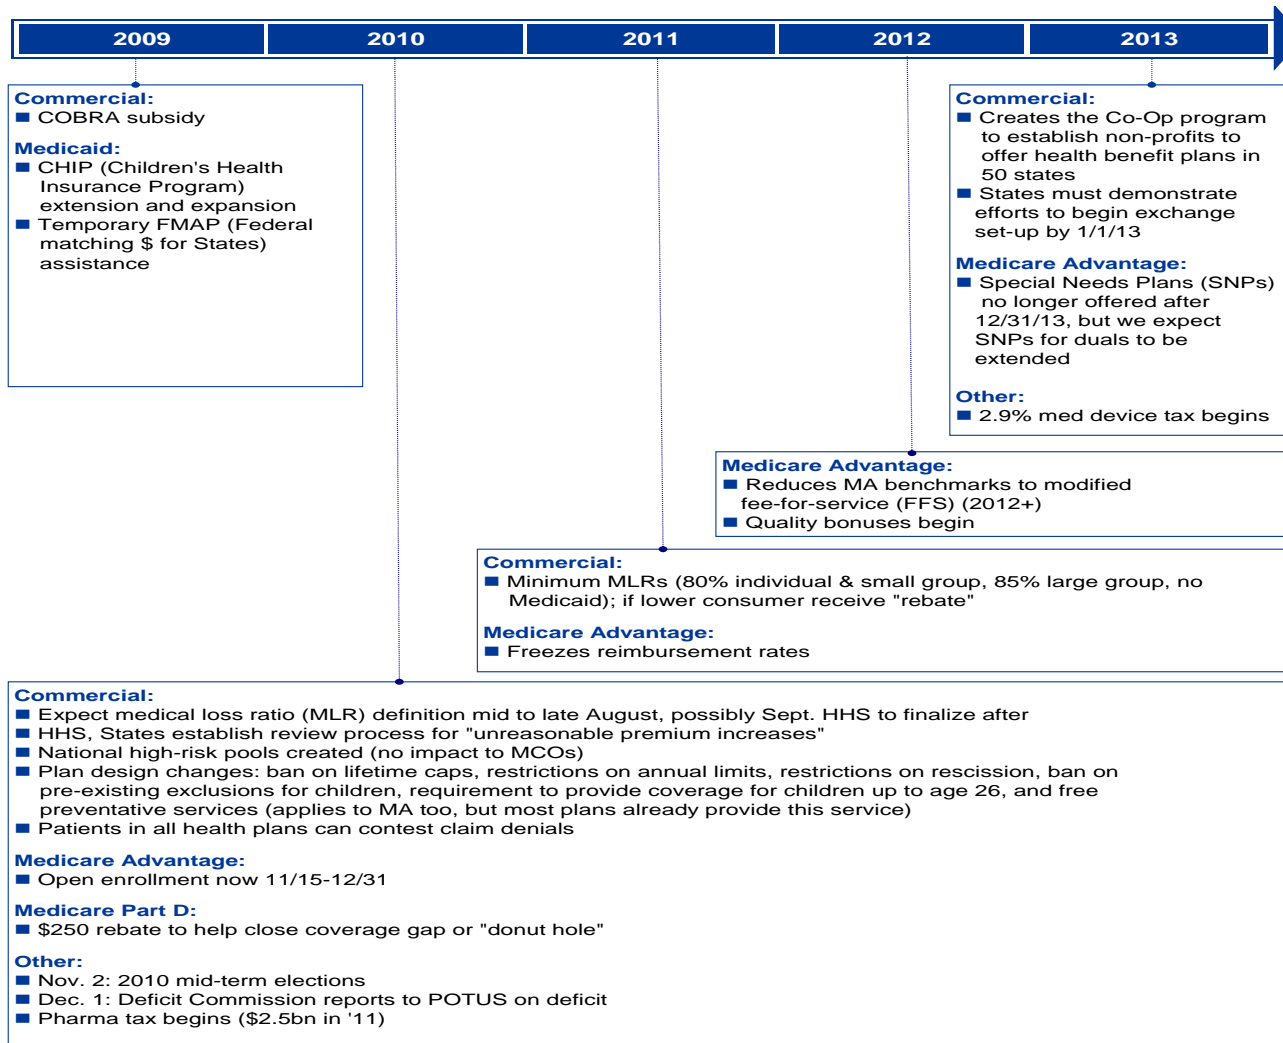 2009
2010
2011
2012
2013
Commercial:
COBRA subsidy
Medicaid:
CHIP (Children's Health
Insurance Program)
extension and expansion
Temporary FMAP (Federal
matching $ for States)
assistance
Commercial:
Creates the Co-Op program
to establish non-profits to
offer health benefit plans in
50 states
States must demonstrate
efforts to begin exchange
set-up by 1/1/13
Medicare Advantage:
Special Needs Plans (SNPs)
no longer offered after
12/31/13, but we expect
SNPs for duals to be
extended
Other:
2.9% med device tax begins
Medicare Advantage:
Reduces MA benchmarks to modified
fee-for-service (FFS) (2012+)
Quality bonuses begin
Commercial:
Minimum MLRs (80% individual & small group, 85% large group, no
Medicaid); if lower consumer receive "rebate"
Medicare Advantage:
Freezes reimbursement rates
Commercial:
Expect medical loss ratio (MLR) definition mid to late August, possibly Sept. HHS to finalize after
HHS, States establish review process for "unreasonable premium increases"
National high-risk pools created (no impact to MCOs)
Plan design changes: ban on lifetime caps, restrictions on annual limits, restrictions on rescission, ban on
pre-existing exclusions for children, requirement to provide coverage for children up to age 26, and free
preventative services (applies to MA too, but most plans already provide this service)
Patients in all health plans can contest claim denials
Medicare Advantage:
Open enrollment now 11/15-12/31
Medicare Part D:
$250 rebate to help close coverage gap or "donut hole"
Other:
Nov. 2: 2010 mid-term elections
Dec. 1: Deficit Commission reports to POTUS on deficit
Pharma tax begins ($2.5bn in '11)